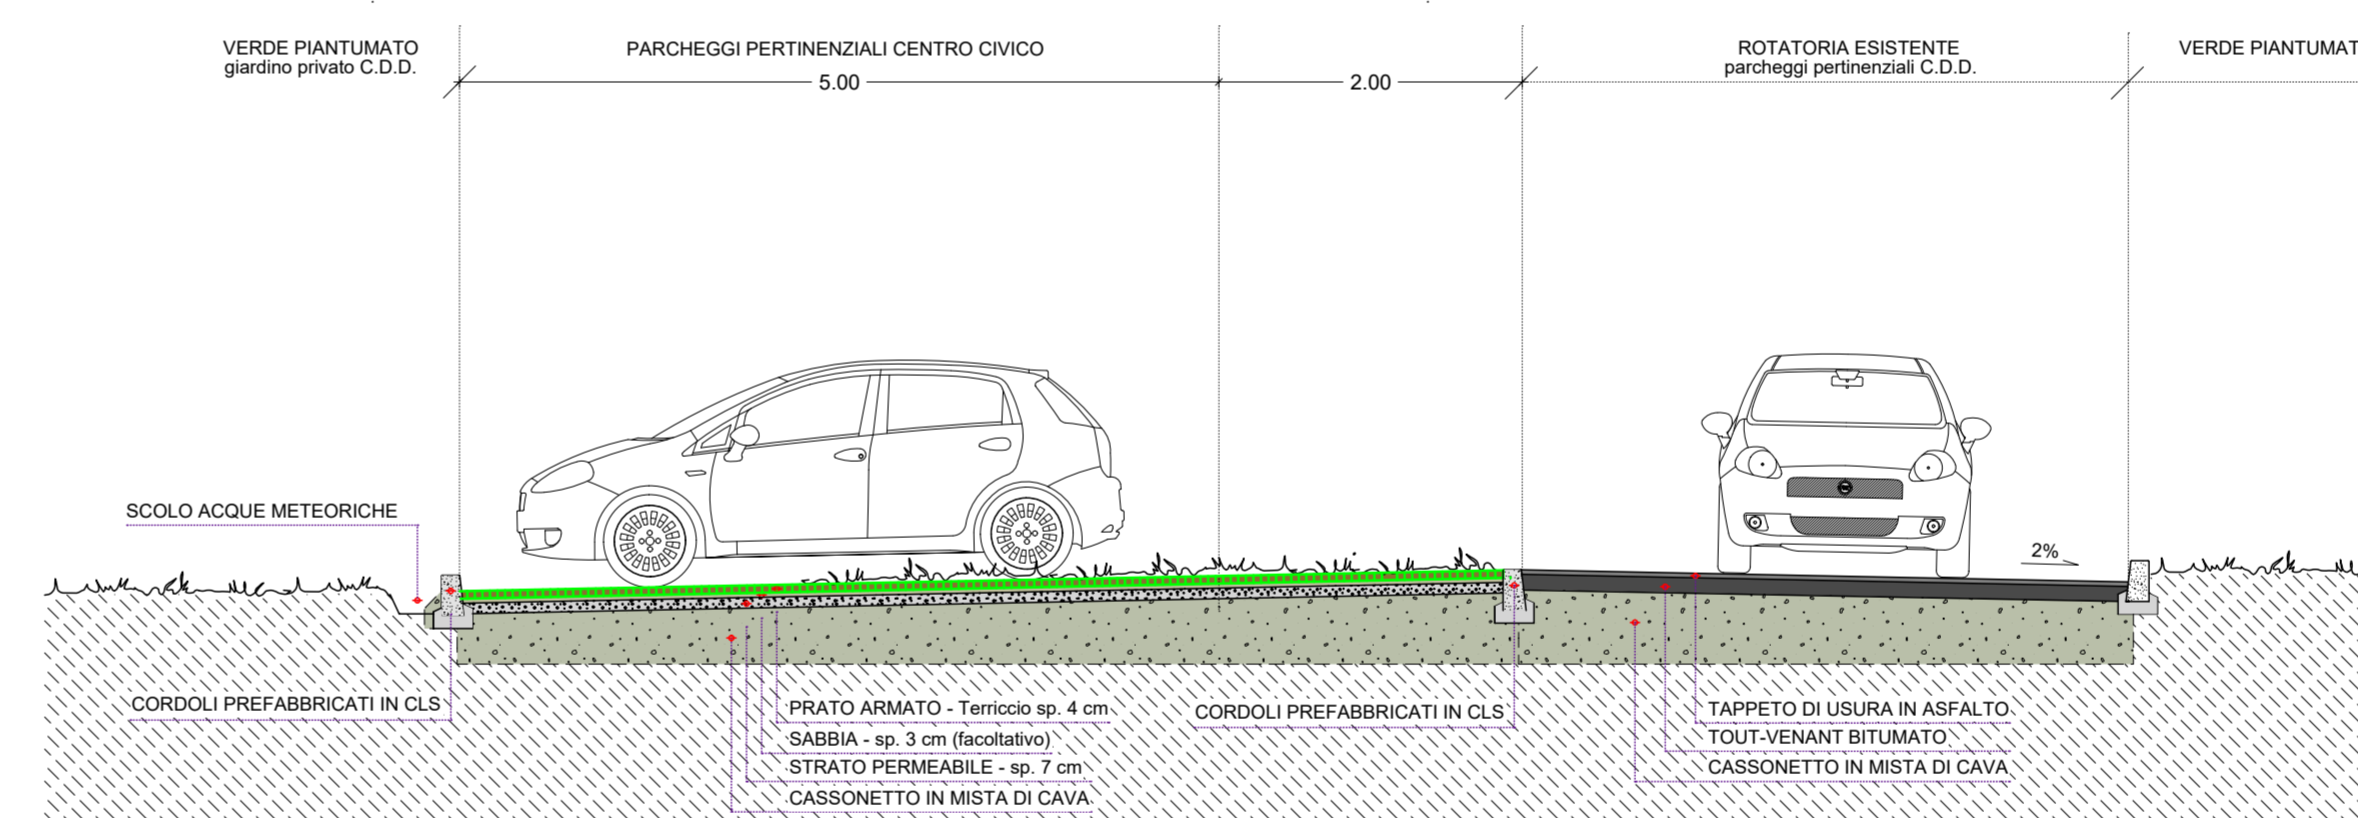 VERDE PIANTUMATO
giardino privato C.D.D.
PARCHEGGI PERTINENZIALI CENTRO CIVICO
5.00
2.00
ROTATORIA ESISTENTE
parcheggi pertinenziali C.D.D.
VERDE PIANTUMAT
SCOLO ACQUE METEORICHE
2%
CORDOLI PREFABBRICATI IN CLS
PRATO ARMATO - Terriccio sp. 4 cm
SABBIA - sp. 3 cm (facoltativo)
STRATO PERMEABILE - sp. 7 cm
CASSONETTO IN MISTA DI CAVA
CORDOLI PREFABBRICATI IN CLS
TAPPETO DI USURA IN ASFALTO
TOUT-VENANT BITUMATO
CASSONETTO IN MISTA DI CAVA